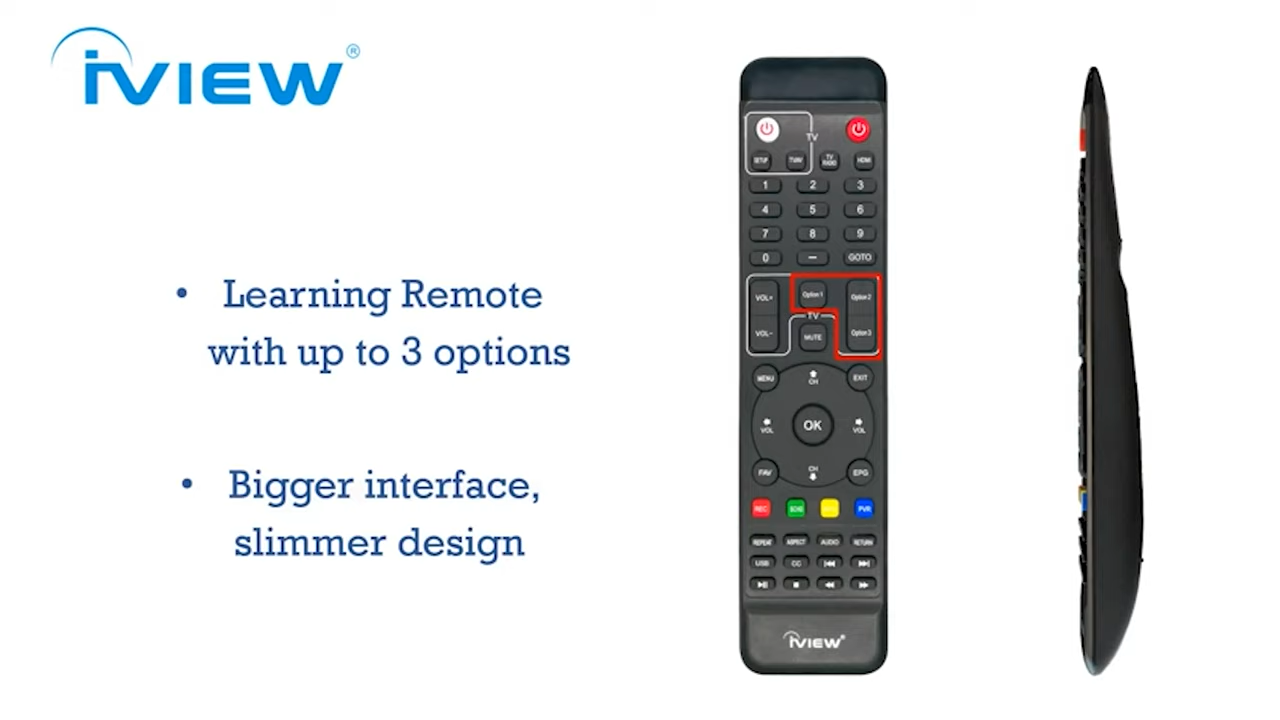 iVIEW®
• Learning Remote
with up to 3 options
• Bigger interface,
slimmer design
TV
SETUP TV/AV TV RADIO HDMI
1 2 3
4 5 6
7 8 9
0 — GOTO
VOL+ Option 1 Option 2
TV
VOL- MUTE Option 3
MENU CH EXIT
VOL OK VOL
FAV CH EPG
REC PVR
REPEAT ASPECT AUDIO RETURN
USB CC
iVIEW®